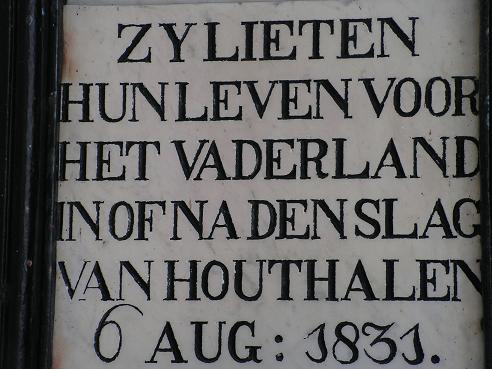 ZY LIETEN
HUN LEVEN VOOR
HET VADERLAND
IN OF NA DEN SLAG
VAN HOUTHALEN
6 AUG: 1831.